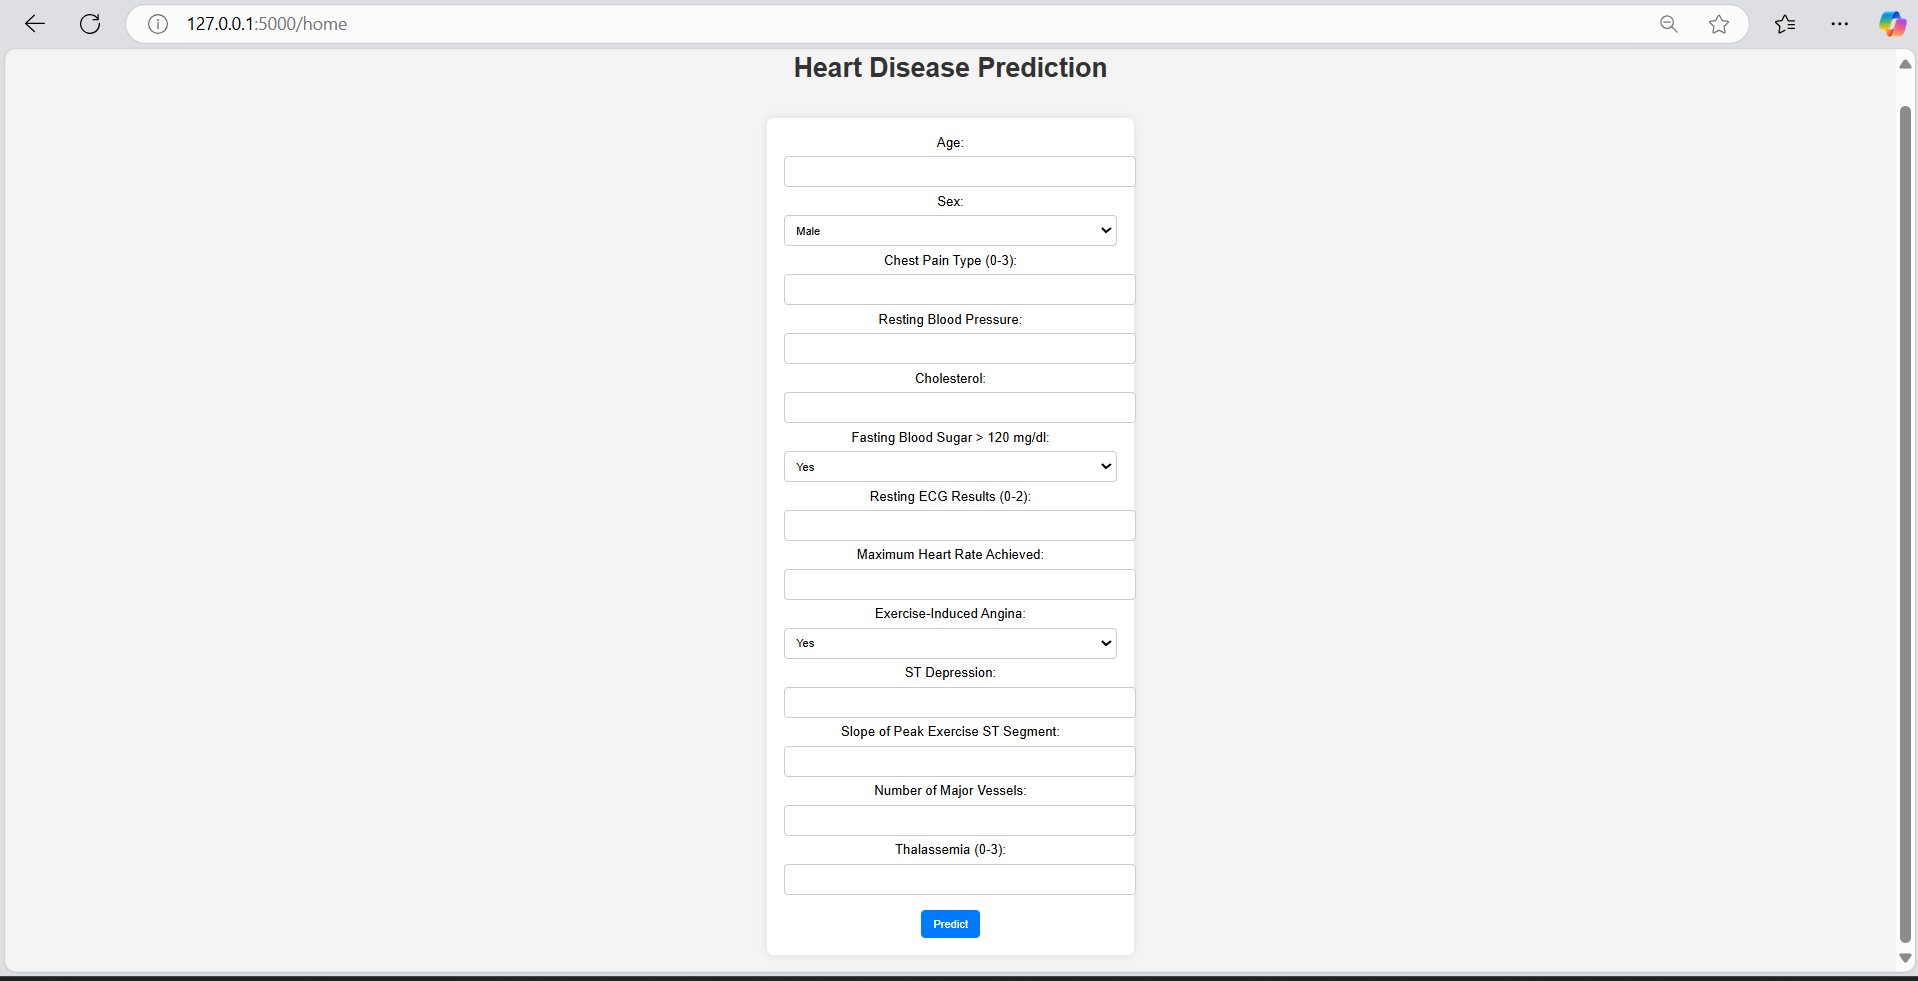 127.0.0.1:5000/home
Heart Disease Prediction
Age:
Sex:
Male
Chest Pain Type (0-3):
Resting Blood Pressure:
Cholesterol:
Fasting Blood Sugar > 120 mg/dl:
Yes
Resting ECG Results (0-2):
Maximum Heart Rate Achieved:
Exercise-Induced Angina:
Yes
ST Depression:
Slope of Peak Exercise ST Segment:
Number of Major Vessels:
Thalassemia (0-3):
Predict